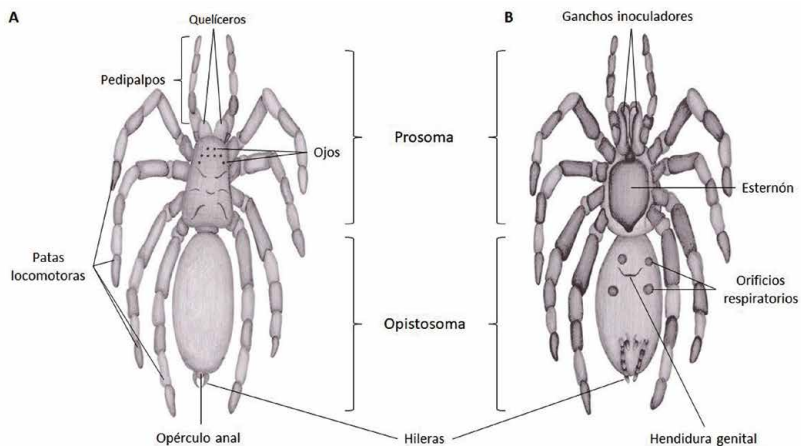 A
Quelíceros
Pedipalpos
Ojos
Patas
locomotoras
Opérculo anal
Prosoma
Opistosoma
Hileras
B
Ganchos inoculadores
Esternón
Orificios
respiratorios
Hendidura genital